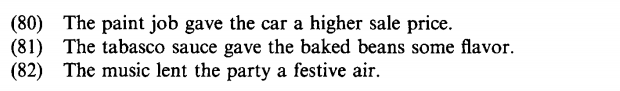 (80) The paint job gave the car a higher sale price.
(81) The tabasco sauce gave the baked beans some flavor.
(82) The music lent the party a festive air.